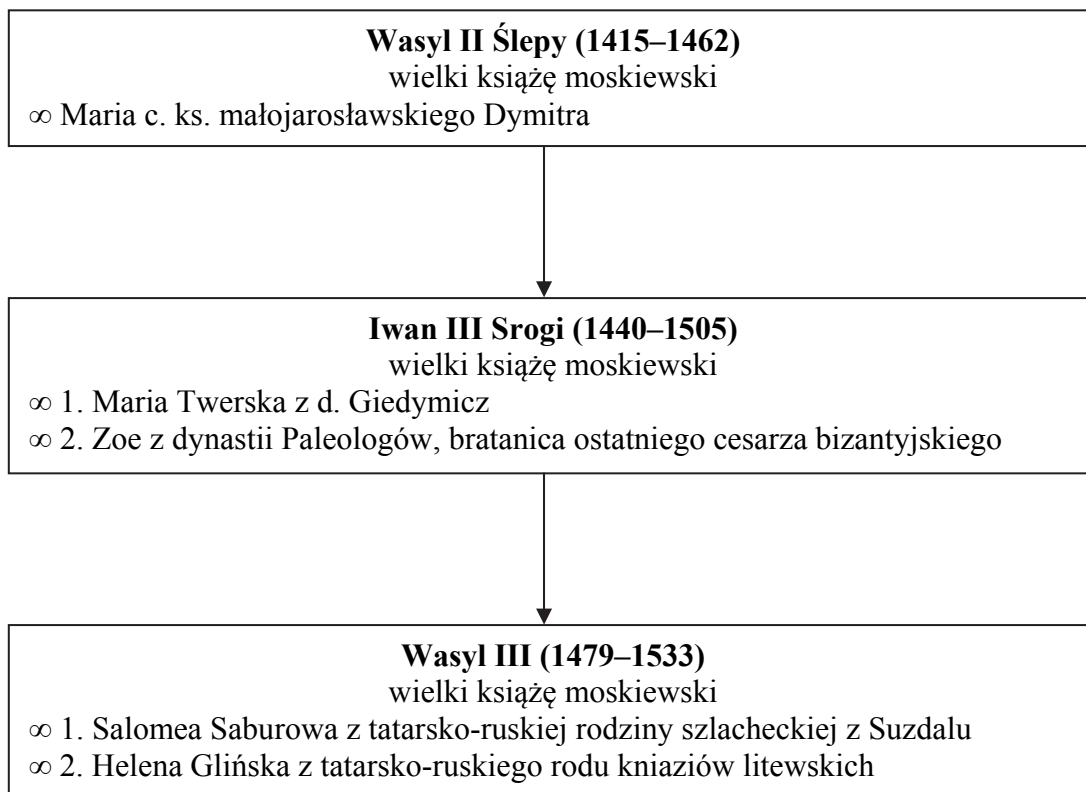 Wasyl II Ślepy (1415–1462)
wielki książę moskiewski
∞ Maria c. ks. małojarosławskiego Dymitra
Iwan III Srogi (1440–1505)
wielki książę moskiewski
∞ 1. Maria Twerska z d. Giedymicz
∞ 2. Zoe z dynastii Paleologów, bratanica ostatniego cesarza bizantyjskiego
Wasyl III (1479–1533)
wielki książę moskiewski
∞ 1. Salomea Saburowa z tatarsko-ruskiej rodziny szlacheckiej z Suzdalu
∞ 2. Helena Glińska z tatarsko-ruskiego rodu kniaziów litewskich